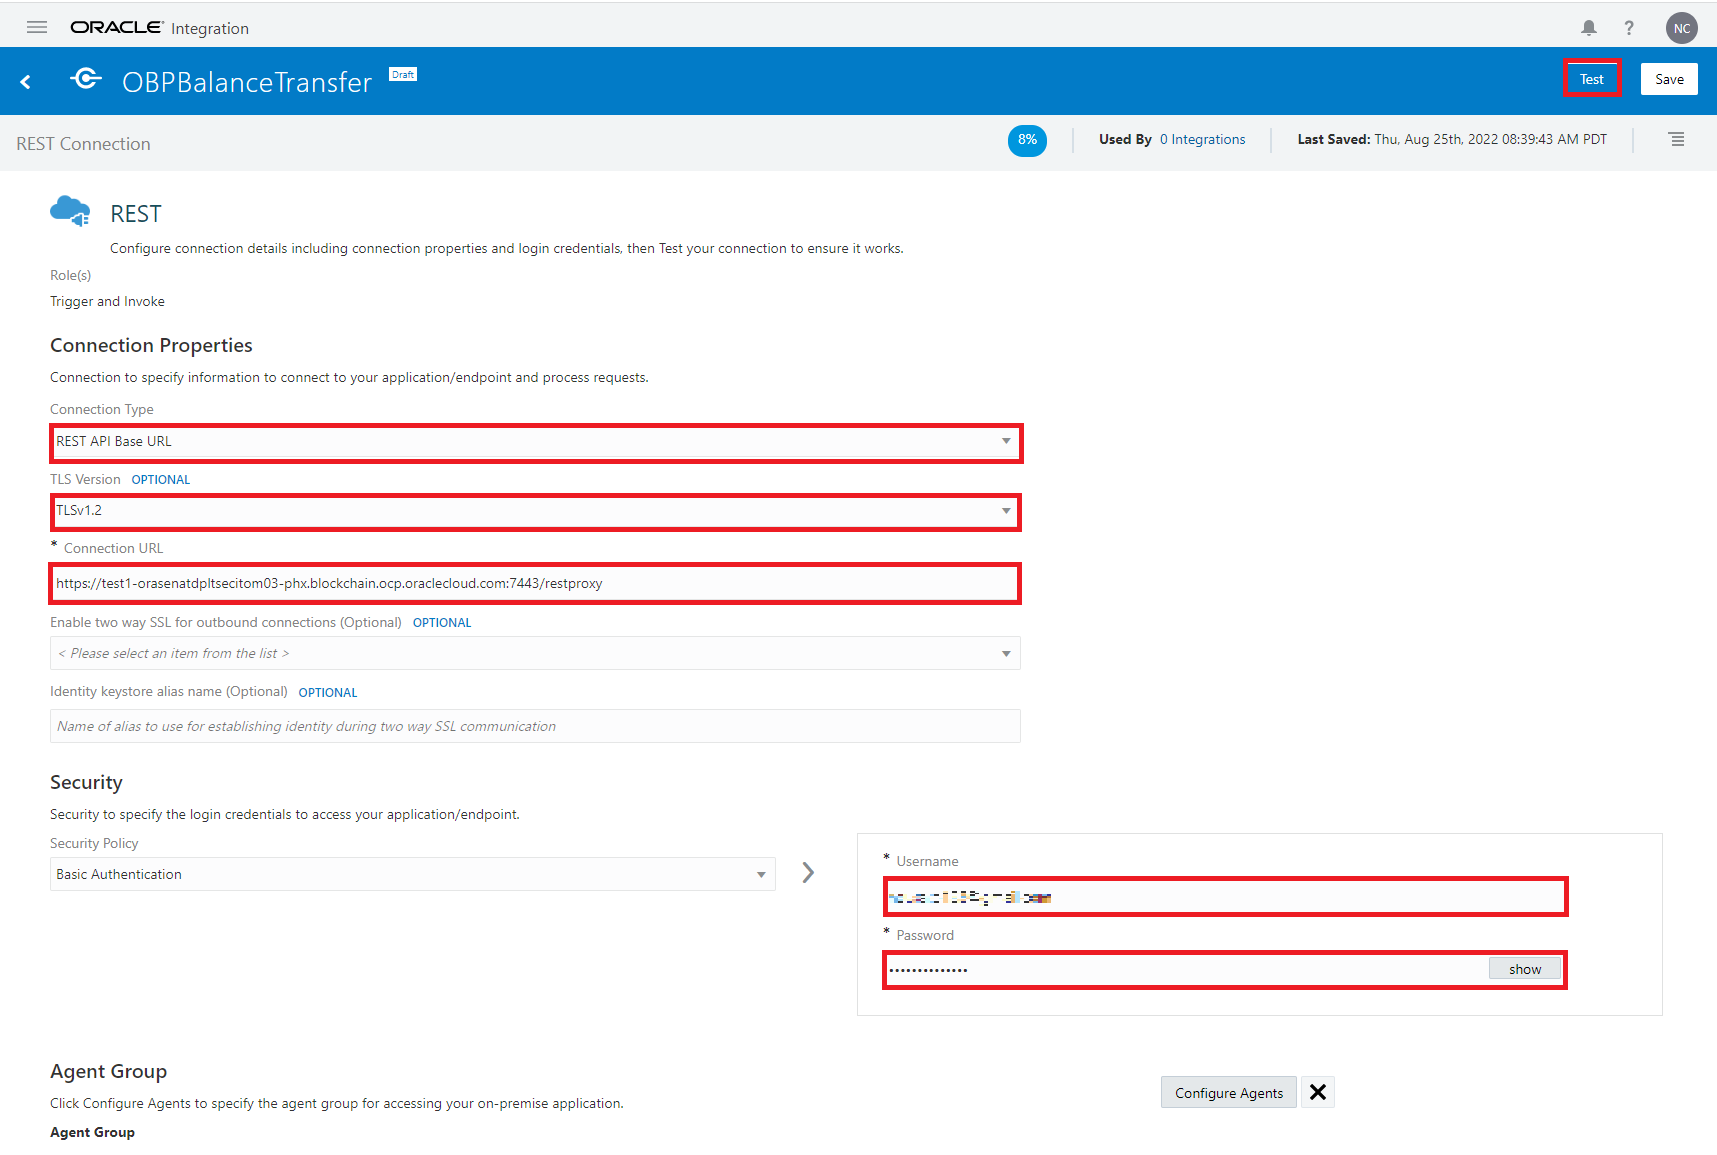 ORACLE Integration
NC
OBPBalanceTransfer Draft
Test Save
REST Connection
8% Used By 0 Integrations Last Saved: Thu, Aug 25th, 2022 08:39:43 AM PDT
REST
Configure connection details including connection properties and login credentials, then Test your connection to ensure it works.
Role(s)
Trigger and Invoke
Connection Properties
Connection to specify information to connect to your application/endpoint and process requests.
Connection Type
REST API Base URL
TLS Version OPTIONAL
TLSv1.2
* Connection URL
https://test1-orasenatdpltsecitom03-phx.blockchain.ocp.oraclecloud.com:7443/restproxy
Enable two way SSL for outbound connections (Optional) OPTIONAL
< Please select an item from the list >
Identity keystore alias name (Optional) OPTIONAL
Name of alias to use for establishing identity during two way SSL communication
Security
Security to specify the login credentials to access your application/endpoint.
Security Policy
Basic Authentication
* Username
* Password
•••••••••••••• show
Agent Group
Click Configure Agents to specify the agent group for accessing your on-premise application.
Configure Agents
Agent Group